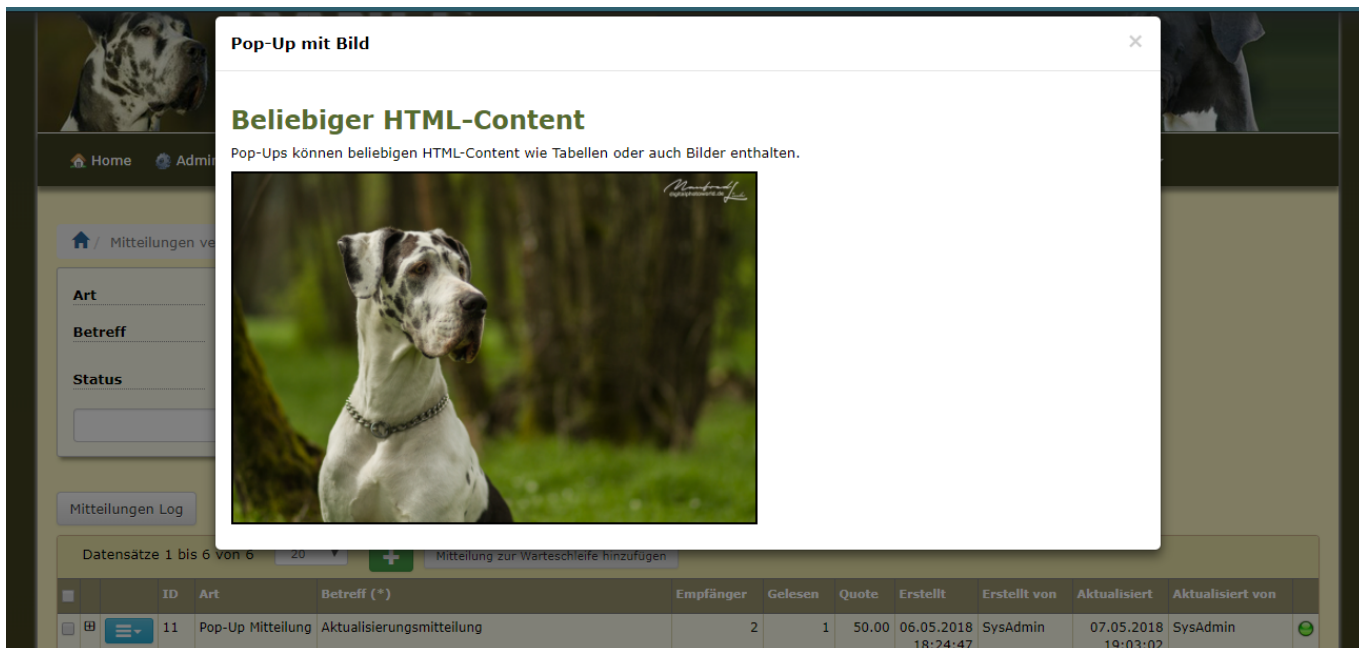 Pop-Up mit Bild
×
Beliebiger HTML-Content
Pop-Ups können beliebigen HTML-Content wie Tabellen oder auch Bilder enthalten.
Manfred
Home
/ Mitteilungen
Art
Betreff
Status
Mitteilungen Log
Datensätze 1 bis 6 von 6 20 Mitteilung zur Warteschleife hinzufügen
ID Art Betreff (*) Empfänger Gelesen Quote Erstellt Erstellt von Aktualisiert Aktualisiert von
11 Pop-Up Mitteilung Aktualisierungsmitteilung 2 1 50.00 06.05.2018 SysAdmin 07.05.2018 SysAdmin
18:24:47 19:03:02